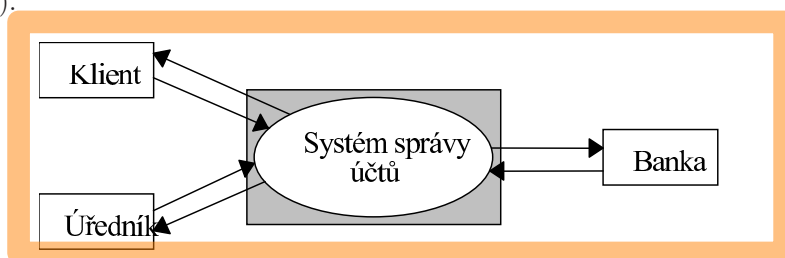 ).
Klient
Systém správy
účtů
Banka
Úředník